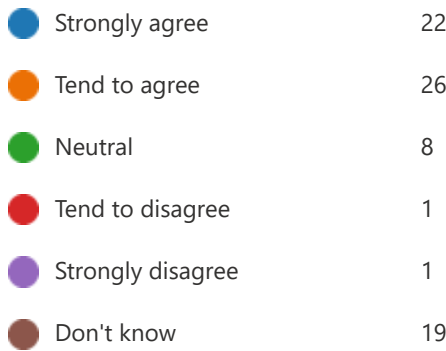 Strongly agree 22
Tend to agree 26
Neutral 8
Tend to disagree 1
Strongly disagree 1
Don't know 19